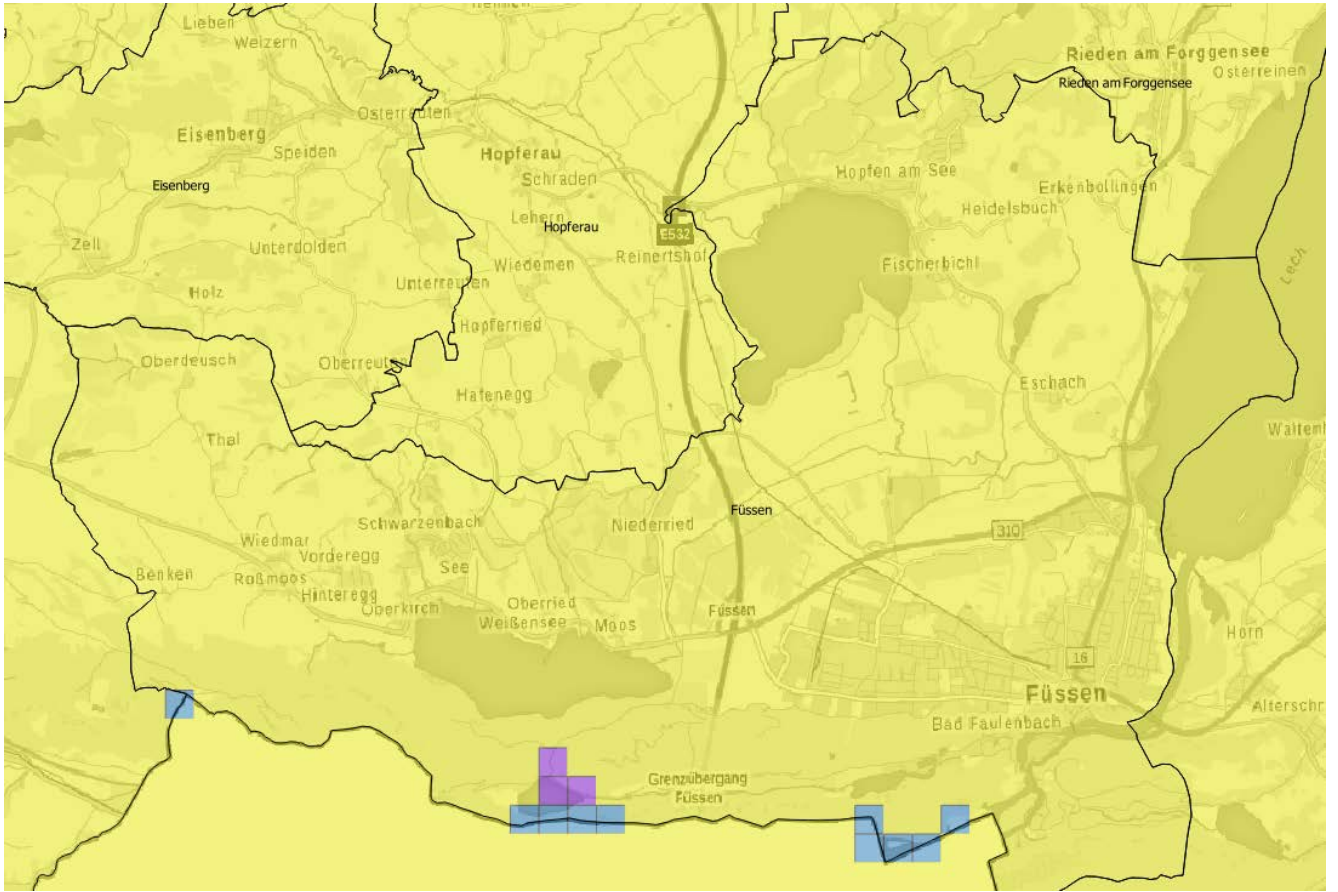 Lieben
Weizern
Rieden am Forggensee
Osterreinen
Rieden am Forggensee
Osterreuten
Eisenberg
Speiden
Hopferau
Schraden
Hopfen am See
Eisenberg
Erkenbollingen
Lehern
Hopferau
Heidelsbuch
E532
Zell
Unterdolden
Wiedemen
Reinertshof
Fischerbichl
Lech
Holz
Unterreuten
Hopferried
Oberdeusch
Oberreuten
Hafenegg
Eschach
Thal
Waltenh
Füssen
Schwarzenbach
Niederried
310
Wiedmar
Vorderegg
Benken
Roßmoos
See
Hinteregg
Oberkirch
Oberried
Weißensee
Moos
Füssen
Horn
16
Füssen
Alterschr
Bad Faulenbach
Grenzübergang
Füssen